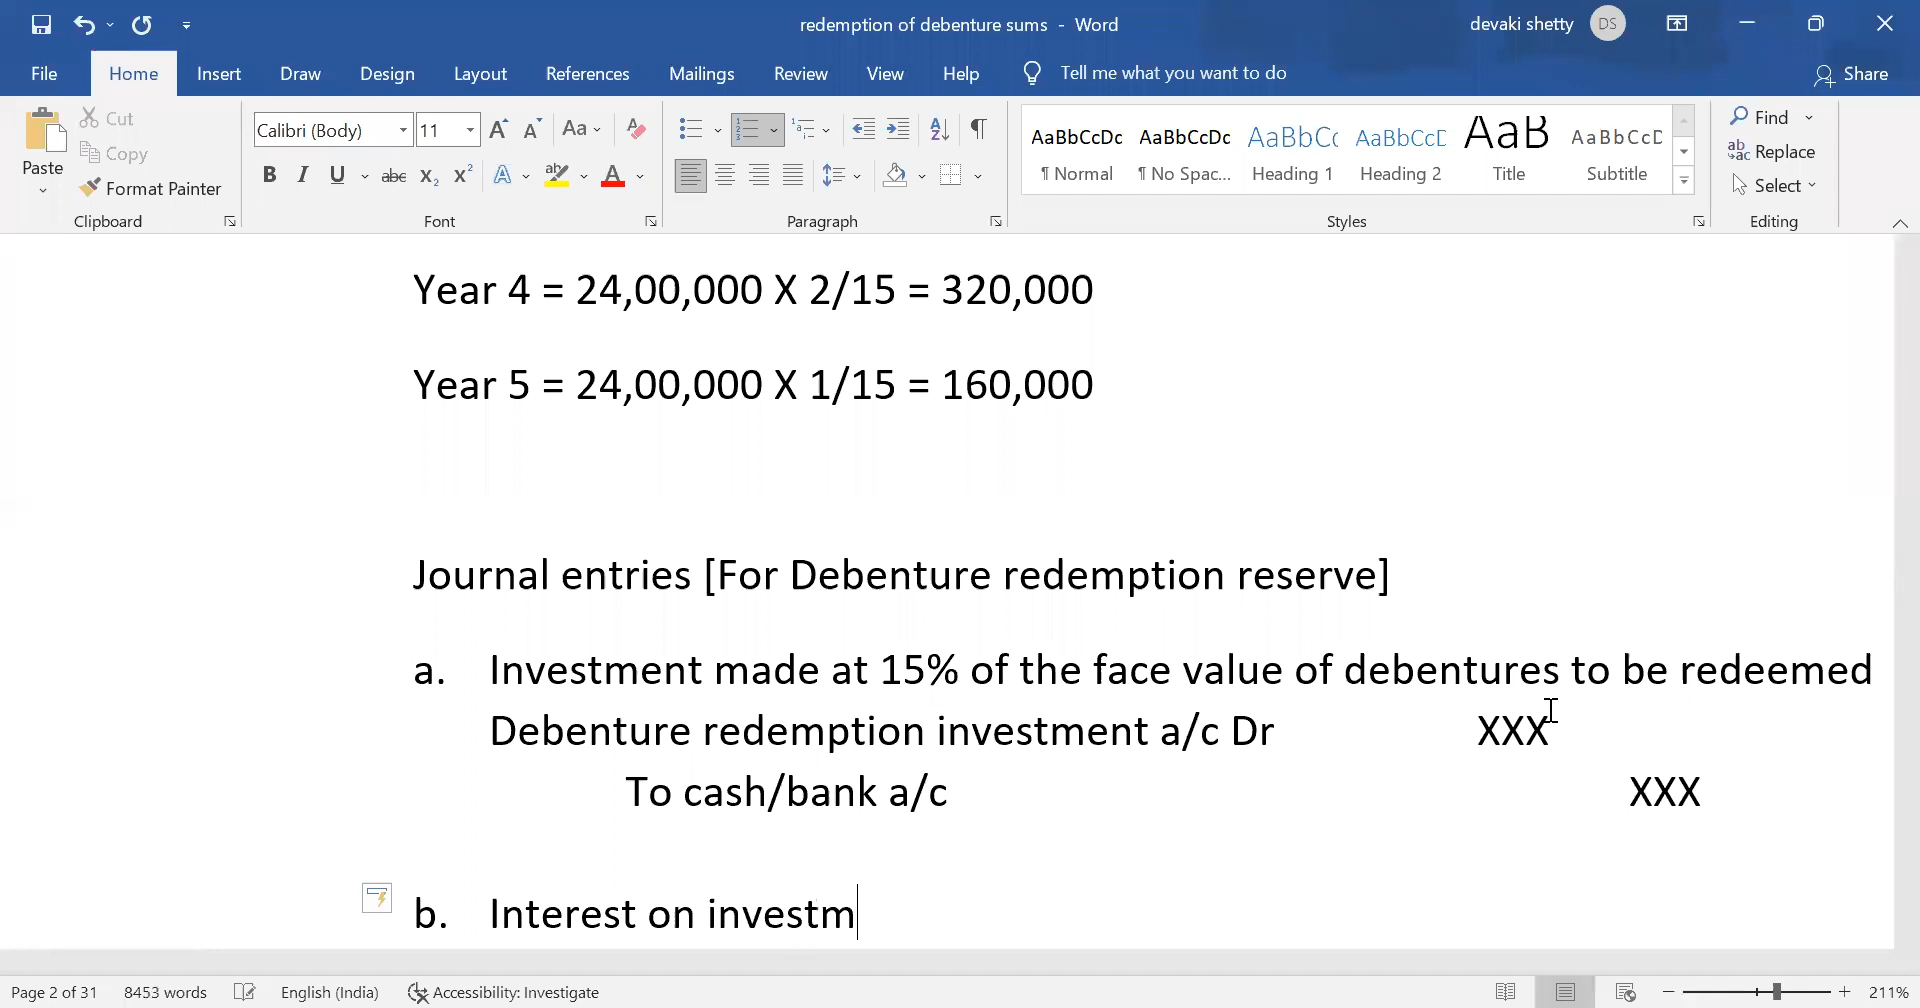 redemption of debenture sums - Word
devaki shetty DS
File Home Insert Draw Design Layout References Mailings Review View Help Tell me what you want to do Share
Paste Cut Copy Format Painter
Clipboard
Calibri (Body) 11 Aa
B I U abc x₂ x² A A
Font
Paragraph
AaBbCcDc AaBbCcDc AaBbCc AaBbCcD AaB AaBbCcD
¶ Normal ¶ No Spac... Heading 1 Heading 2 Title Subtitle
Styles
Find
Replace
Select
Editing
Year 4 = 24,00,000 X 2/15 = 320,000
Year 5 = 24,00,000 X 1/15 = 160,000
Journal entries [For Debenture redemption reserve]
a. Investment made at 15% of the face value of debentures to be redeemed
Debenture redemption investment a/c Dr XXX
To cash/bank a/c XXX
b. Interest on investm
Page 2 of 31 8453 words English (India) Accessibility: Investigate 211%